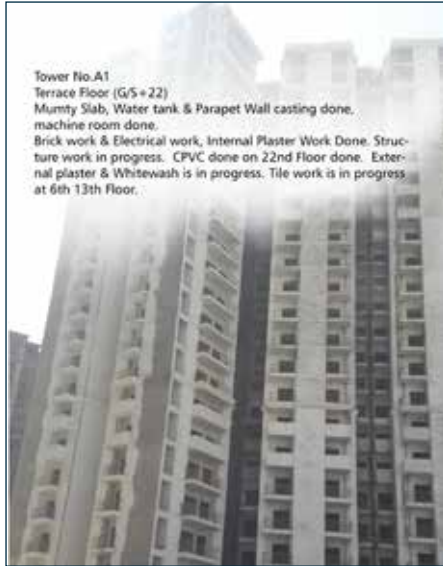 Tower No.A1
Terrace Floor (G/S+22)
Mumty Slab, Water tank & Parapet Wall casting done,
machine room done.
Brick work & Electrical work, Internal Plaster Work Done. Struc-
ture work in progress. CPVC done on 22nd Floor done. Exter-
nal plaster & Whitewash is in progress. Tile work is in progress
at 6th 13th Floor.